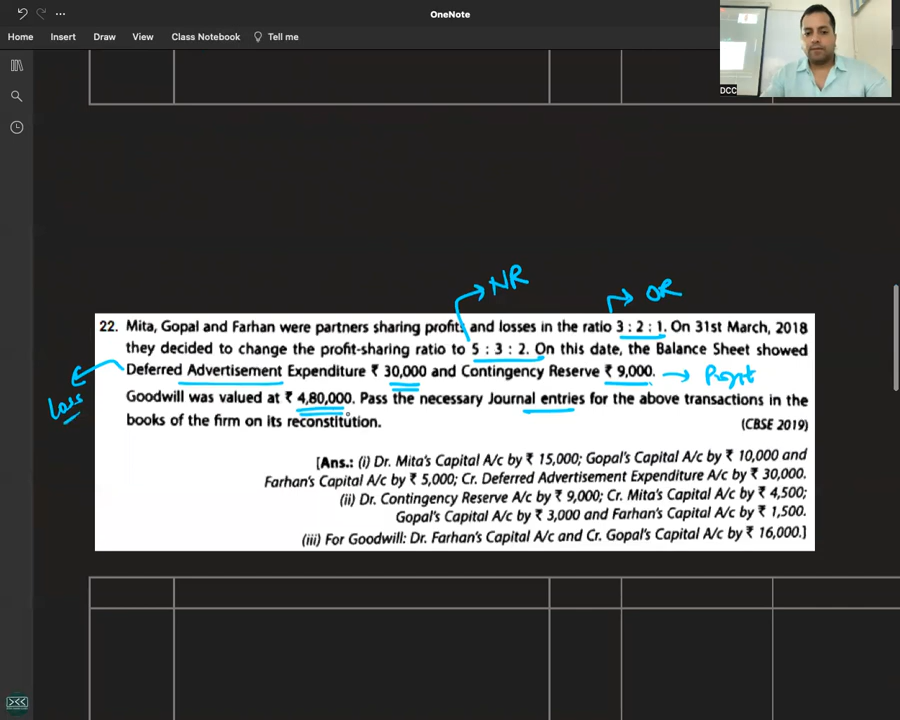 OneNote
Home Insert Draw View Class Notebook Tell me
DCC
NR
OR
22. Mita, Gopal and Farhan were partners sharing profits and losses in the ratio 3 : 2 : 1. On 31st March, 2018
they decided to change the profit-sharing ratio to 5 : 3 : 2. On this date, the Balance Sheet showed
Deferred Advertisement Expenditure ₹ 30,000 and Contingency Reserve ₹ 9,000.
Profit
Loss
Goodwill was valued at ₹ 4,80,000. Pass the necessary Journal entries for the above transactions in the
books of the firm on its reconstitution. (CBSE 2019)
[Ans.: (i) Dr. Mita's Capital A/c by ₹ 15,000; Gopal's Capital A/c by ₹ 10,000 and
Farhan's Capital A/c by ₹ 5,000; Cr. Deferred Advertisement Expenditure A/c by ₹ 30,000.
(ii) Dr. Contingency Reserve A/c by ₹ 9,000; Cr. Mita's Capital A/c by ₹ 4,500;
Gopal's Capital A/c by ₹ 3,000 and Farhan's Capital A/c by ₹ 1,500.
(iii) For Goodwill: Dr. Farhan's Capital A/c and Cr. Gopal's Capital A/c by ₹ 16,000.]